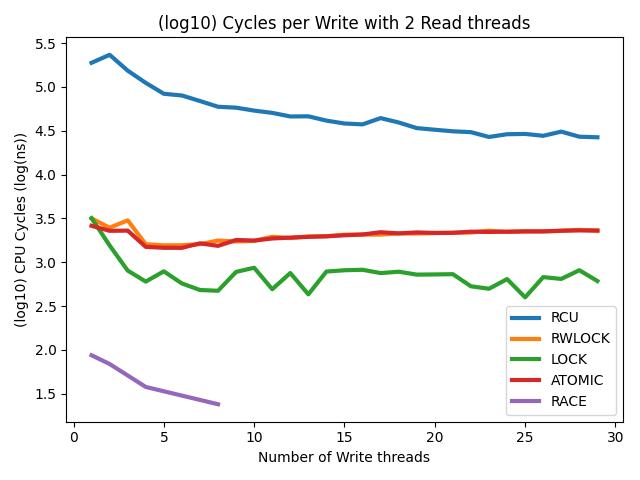 (log10) Cycles per Write with 2 Read threads
(log10) CPU Cycles (log(ns))
5.5
5.0
4.5
4.0
3.5
3.0
2.5
2.0
1.5
RCU
RWLOCK
LOCK
ATOMIC
RACE
0 5 10 15 20 25 30
Number of Write threads